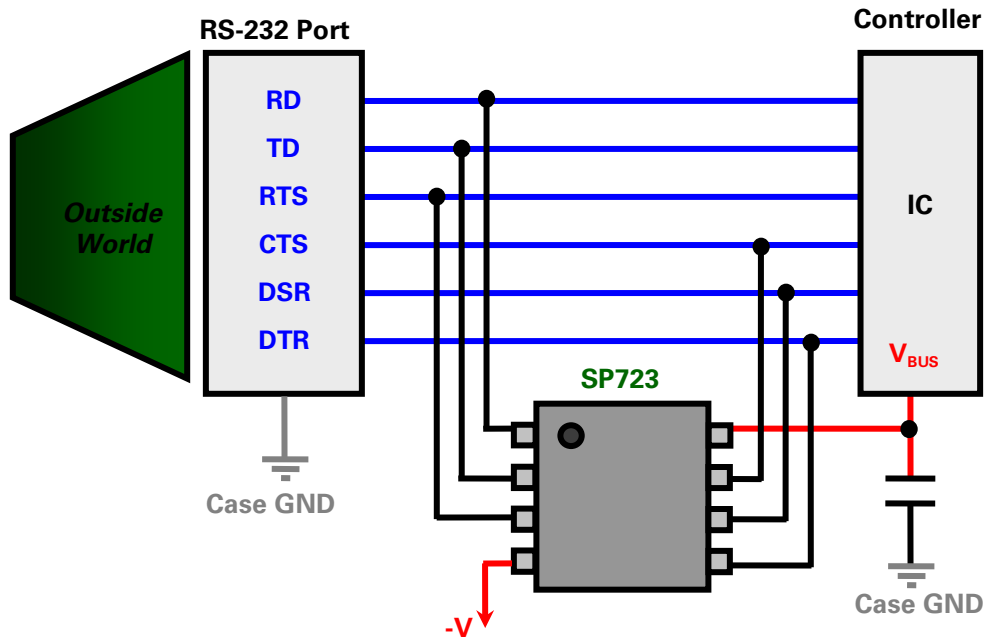 RS-232 Port
Controller
RD
TD
RTS
CTS
DSR
DTR
Outside
World
IC
VBUS
SP723
Case GND
-V
Case GND